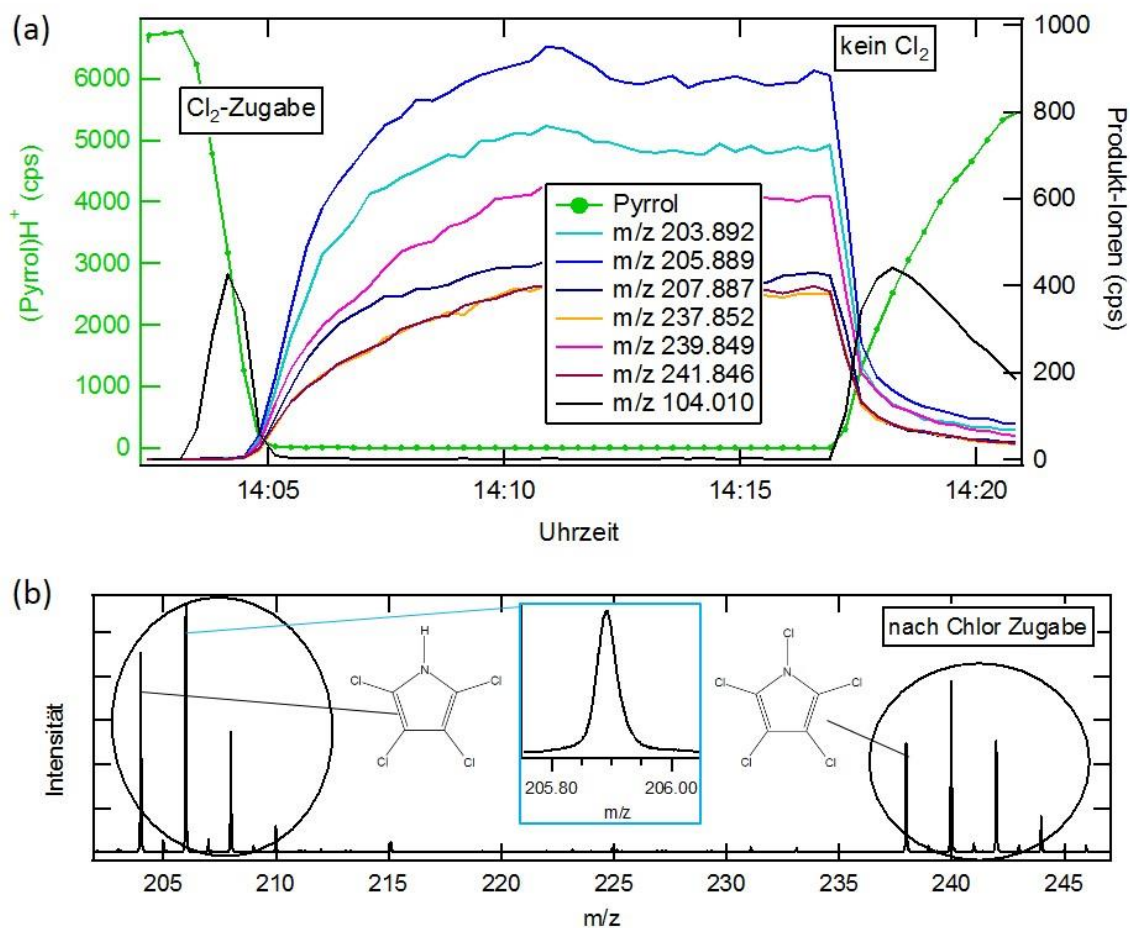 (a)
Cl2-Zugabe
kein Cl2
1000
800
600
400
200
0
Produkt-Ionen (cps)
6000
5000
4000
3000
2000
1000
0
(Pyrrol)H+ (cps)
Pyrrol
m/z 203.892
m/z 205.889
m/z 207.887
m/z 237.852
m/z 239.849
m/z 241.846
m/z 104.010
14:05
14:10
14:15
14:20
Uhrzeit
(b)
Intensität
H
N
Cl
Cl
Cl
Cl
205.80
206.00
m/z
Cl
N
Cl
Cl
Cl
Cl
nach Chlor Zugabe
205
210
215
220
225
230
235
240
245
m/z